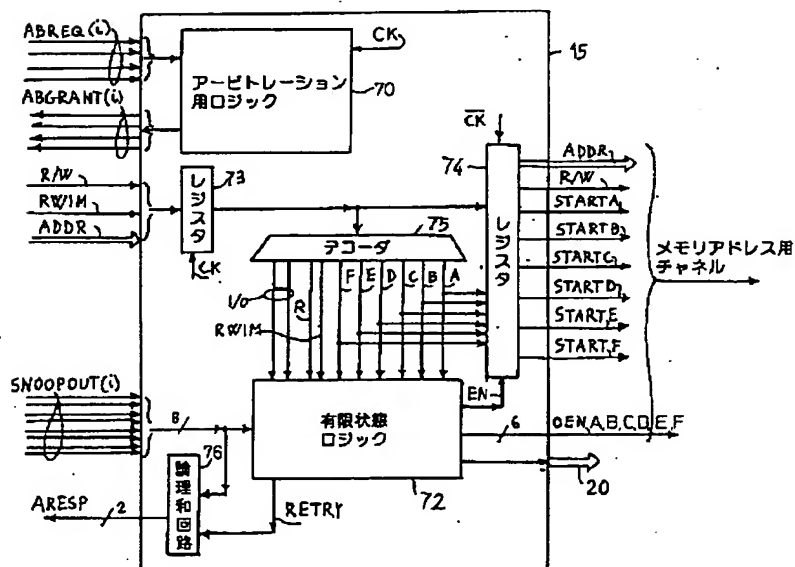 ABREQ(i)
ABGRANT(i)
アービトレーション
用ロジック
CK
70
15
R/W
RWIM
ADDR
レジスタ
73
CK
デコーダ
75
CK
74
レジスタ
ADDR
R/W
START,A
START,B
START,C
START,D
START,E
START,F
メモリアドレス用
チャネル
I/O
R
RWIM
F
E
D
C
B
A
SNOOPOUT(i)
8
有限状態
ロジック
72
EN
6
OEN,A,B,C,D,E,F
20
76
論理和回路
ARESP
2
RETRY